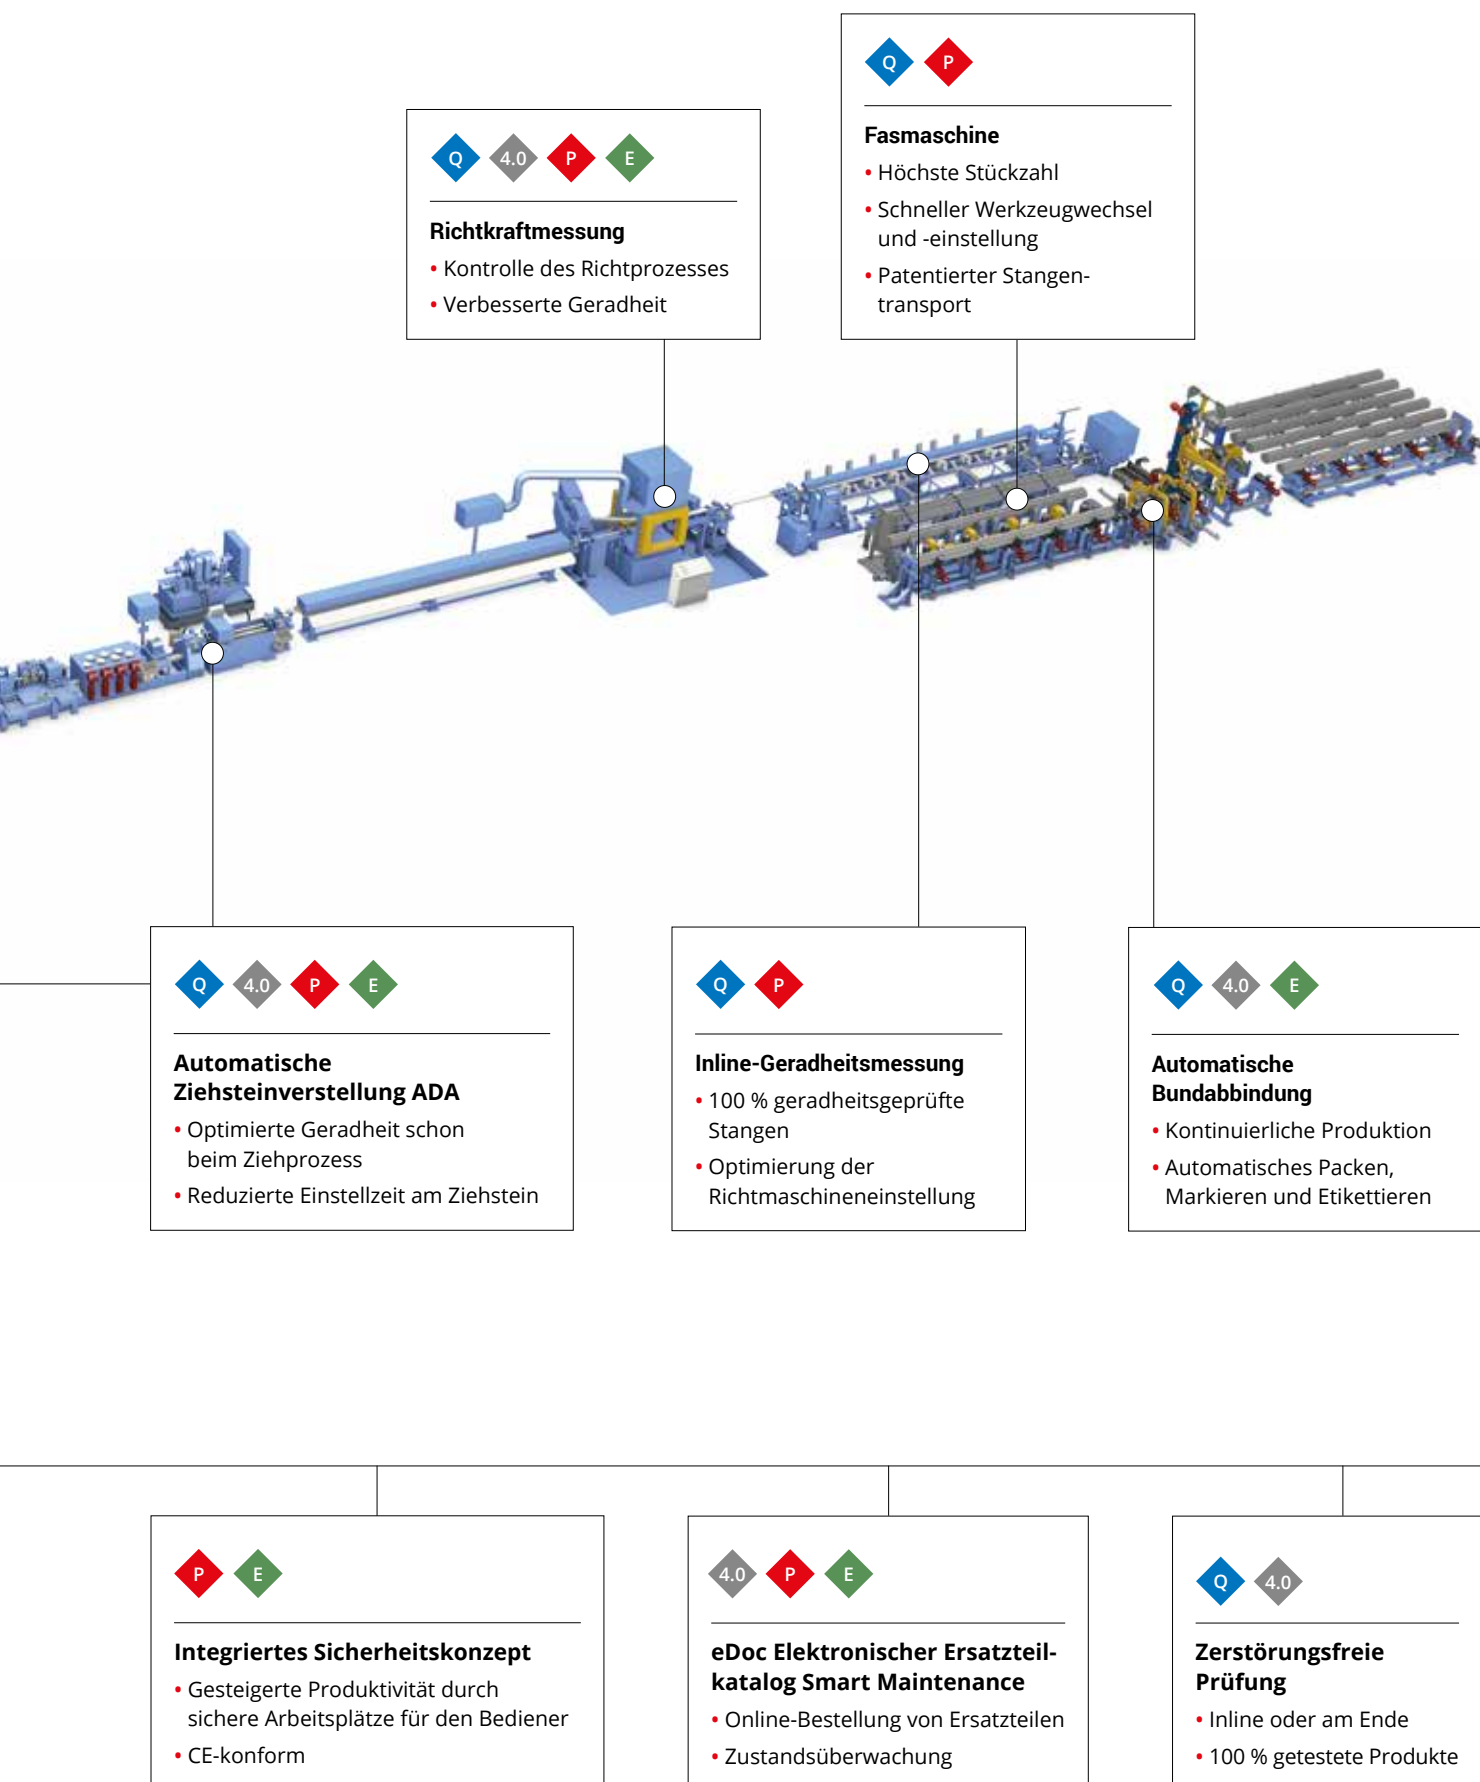 Q P
Fasmaschine
• Höchste Stückzahl
• Schneller Werkzeugwechsel
und -einstellung
• Patentierter Stangen-
transport
Q 4.0 P E
Richtkraftmessung
• Kontrolle des Richtprozesses
• Verbesserte Geradheit
Q 4.0 P E
Automatische
Ziehsteinverstellung ADA
• Optimierte Geradheit schon
beim Ziehprozess
• Reduzierte Einstellzeit am Ziehstein
Q P
Inline-Geradheitsmessung
• 100 % geradheitsgeprüfte
Stangen
• Optimierung der
Richtmaschineneinstellung
Q 4.0 E
Automatische
Bundabbindung
• Kontinuierliche Produktion
• Automatisches Packen,
Markieren und Etikettieren
P E
Integriertes Sicherheitskonzept
• Gesteigerte Produktivität durch
sichere Arbeitsplätze für den Bediener
• CE-konform
4.0 P E
eDoc Elektronischer Ersatzteil-
katalog Smart Maintenance
• Online-Bestellung von Ersatzteilen
• Zustandsüberwachung
Q 4.0
Zerstörungsfreie
Prüfung
• Inline oder am Ende
• 100 % getestete Produkte